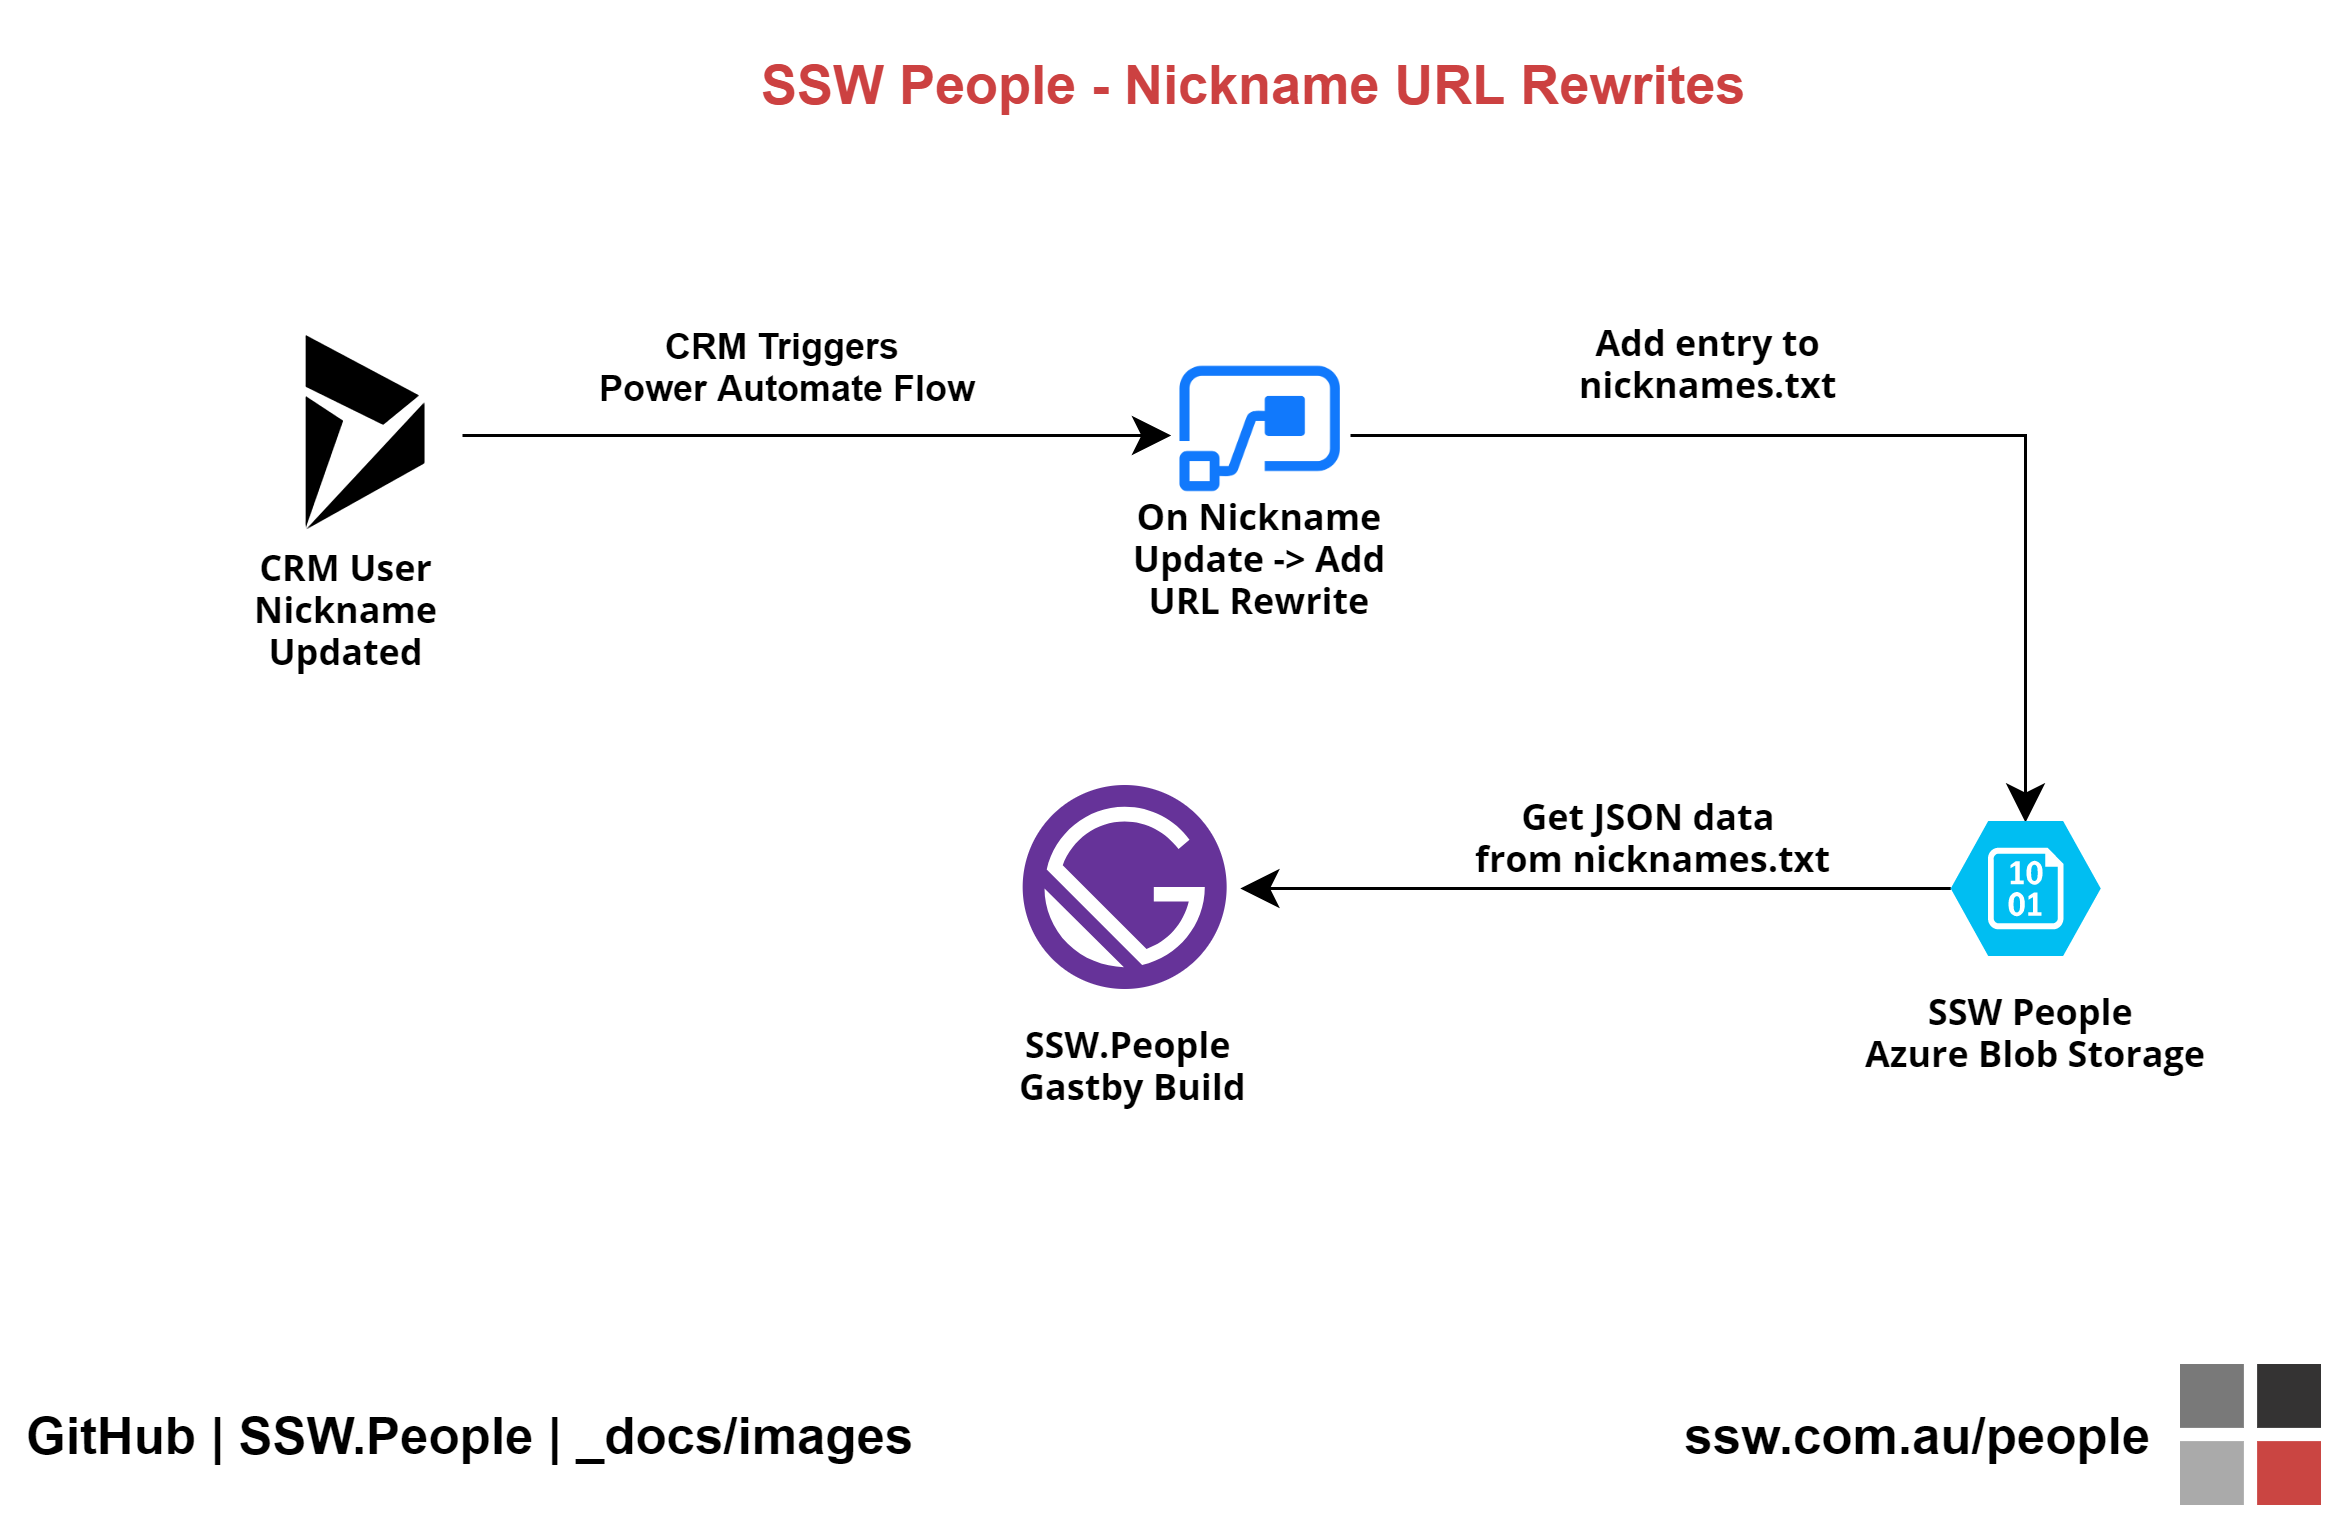 SSW People - Nickname URL Rewrites
CRM Triggers
Power Automate Flow
Add entry to
nicknames.txt
On Nickname
Update -> Add
URL Rewrite
CRM User
Nickname
Updated
Get JSON data
from nicknames.txt
10
01
SSW People
Azure Blob Storage
SSW.People
Gastby Build
GitHub | SSW.People | _docs/images
ssw.com.au/people